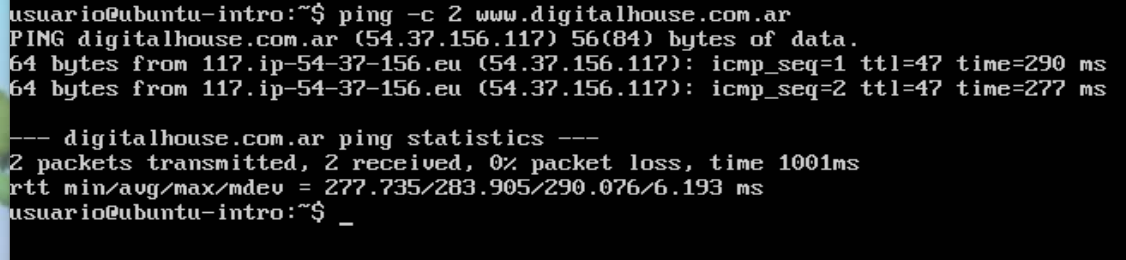 usuario@ubuntu-intro:~$ ping -c 2 www.digitalhouse.com.ar
PING digitalhouse.com.ar (54.37.156.117) 56(84) bytes of data.
64 bytes from 117.ip-54-37-156.eu (54.37.156.117): icmp_seq=1 ttl=47 time=290 ms
64 bytes from 117.ip-54-37-156.eu (54.37.156.117): icmp_seq=2 ttl=47 time=277 ms

--- digitalhouse.com.ar ping statistics ---
2 packets transmitted, 2 received, 0% packet loss, time 1001ms
rtt min/avg/max/mdev = 277.735/283.905/290.076/6.193 ms
usuario@ubuntu-intro:~$ _